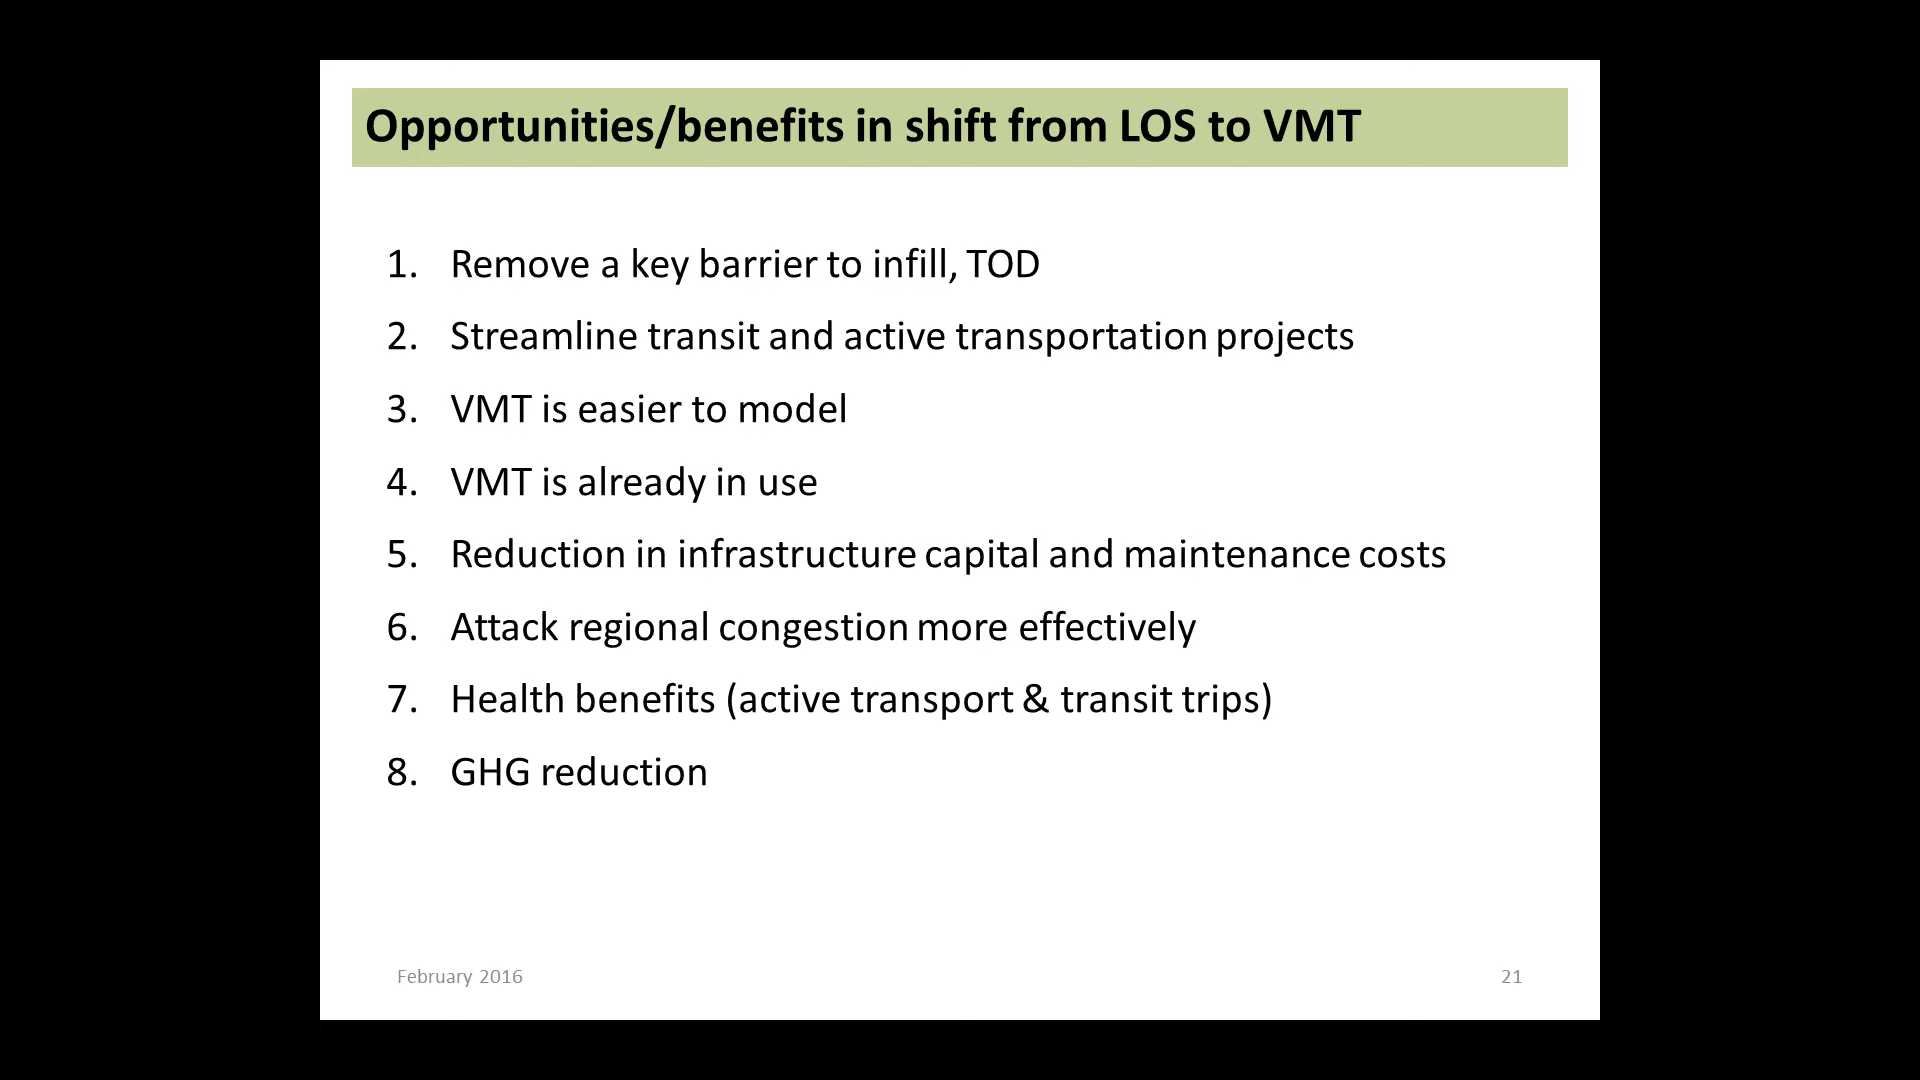 Opportunities/benefits in shift from LOS to VMT
1. Remove a key barrier to infill, TOD
2. Streamline transit and active transportation projects
3. VMT is easier to model
4. VMT is already in use
5. Reduction in infrastructure capital and maintenance costs
6. Attack regional congestion more effectively
7. Health benefits (active transport & transit trips)
8. GHG reduction
February 2016
21